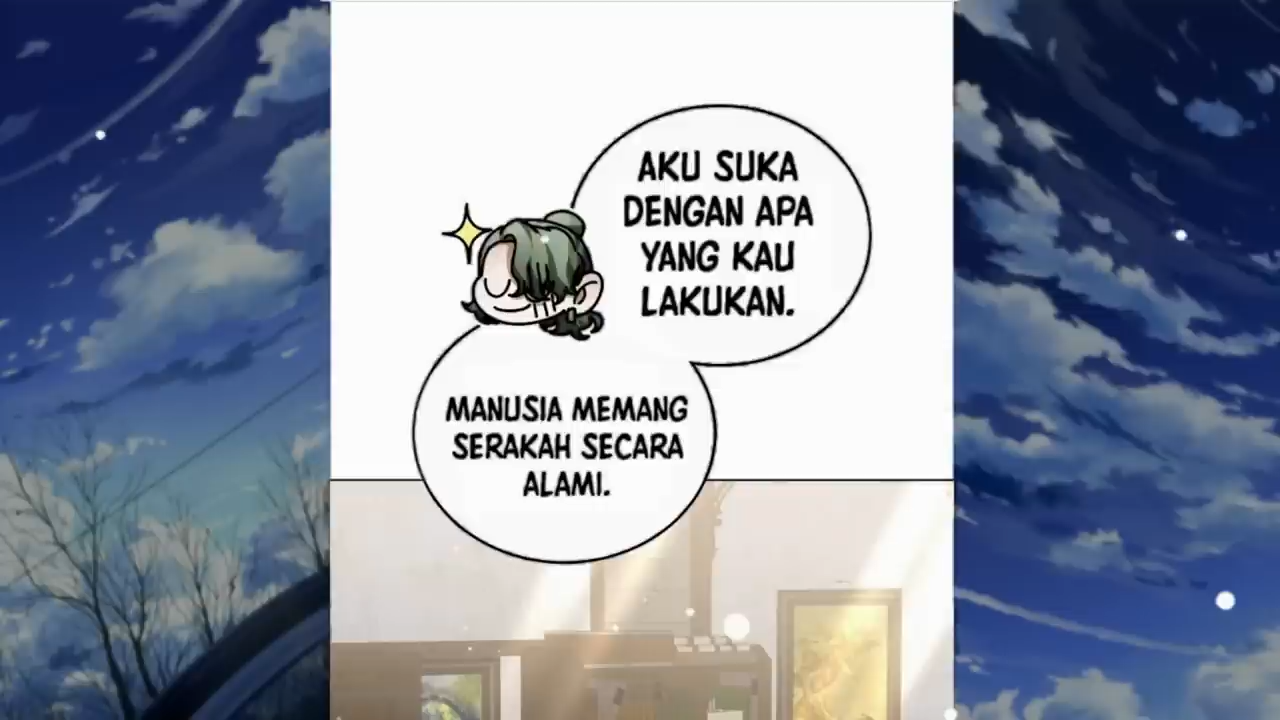 AKU SUKA
DENGAN APA
YANG KAU
LAKUKAN.
MANUSIA MEMANG
SERAKAH SECARA
ALAMI.